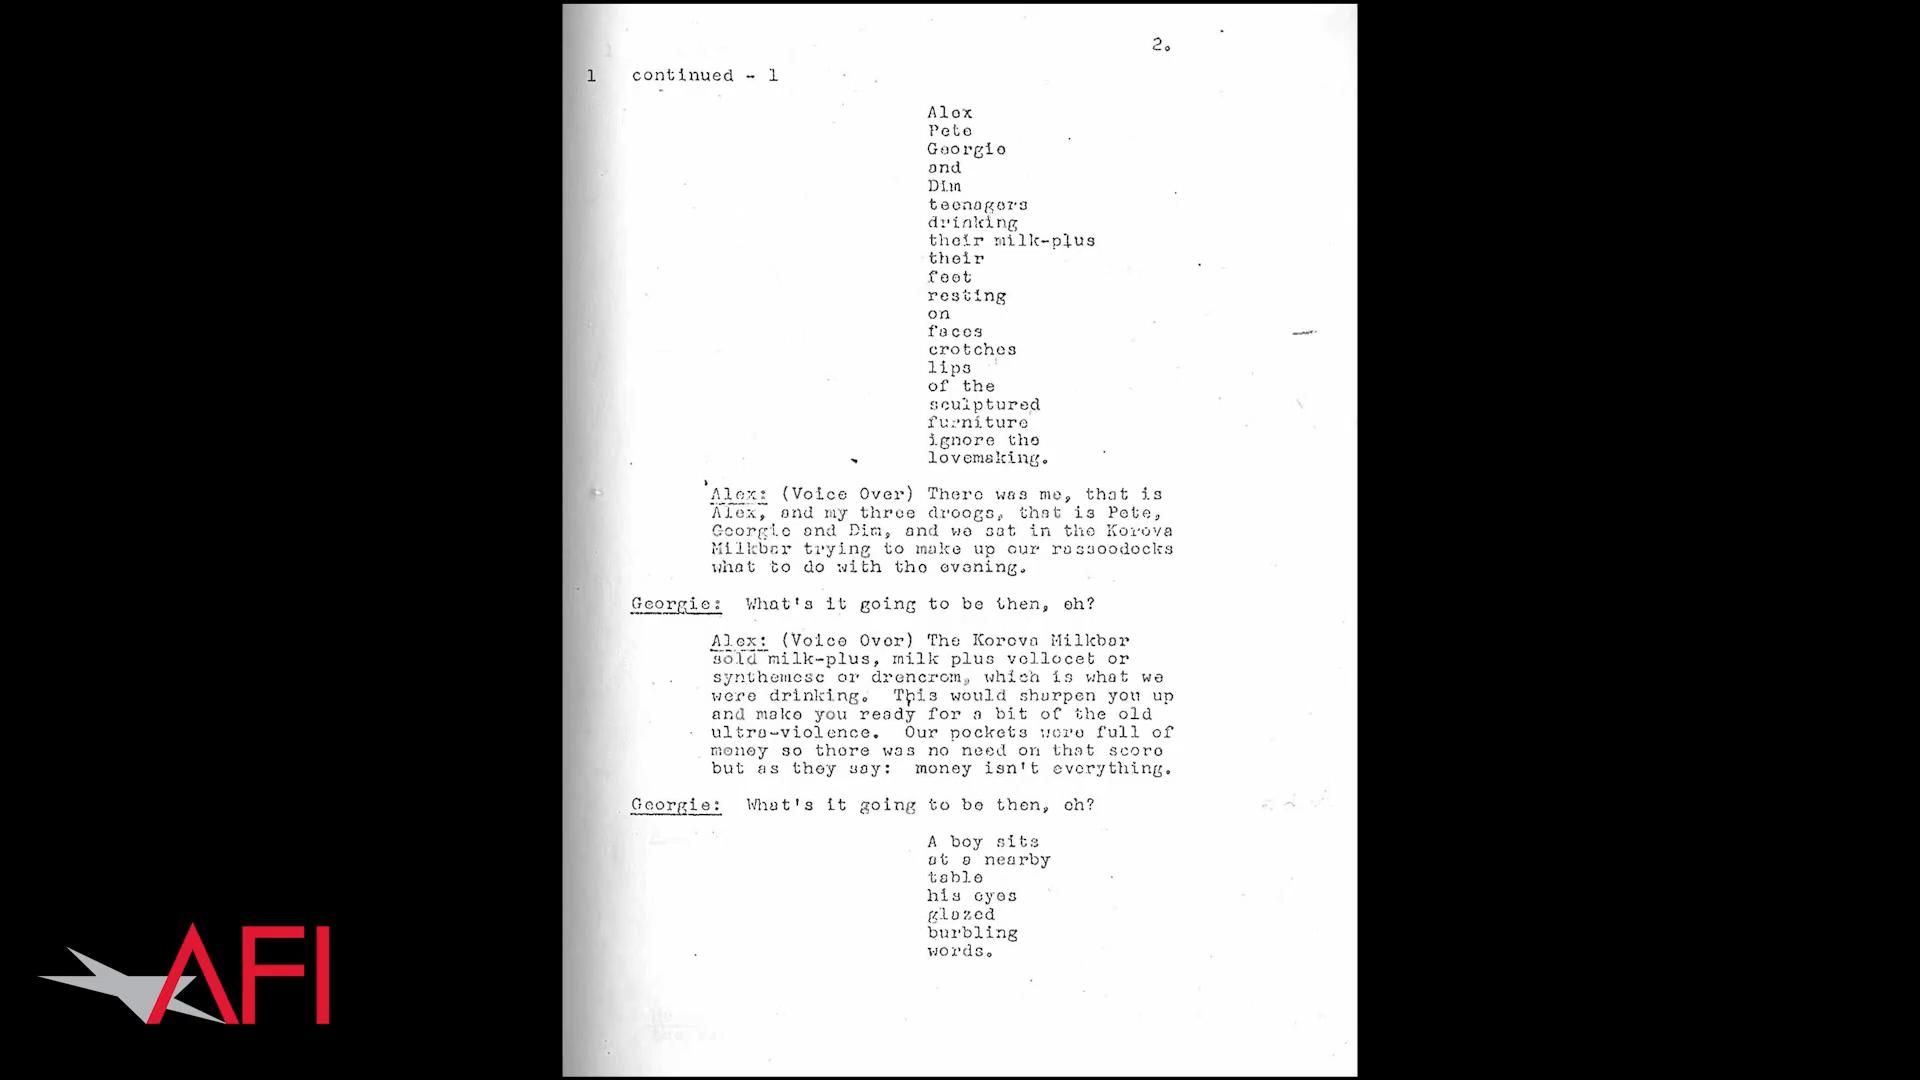 2.
1 continued - 1
Alex
Pete
Georgie
and
Dim
teenagers
drinking
their milk-plus
their
feet
resting
on
faces
crotches
lips
of the
sculptured
furniture
ignore the
lovemaking.
Alex: (Voice Over) There was me, that is
Alex, and my three droogs, that is Pete,
Georgie and Dim, and we sat in the Korova
Milkbar trying to make up our rassoodocks
what to do with the evening.
Georgie: What's it going to be then, eh?
Alex: (Voice Over) The Korova Milkbar
sold milk-plus, milk plus vellocet or
synthemesc or drencrom, which is what we
were drinking. This would sharpen you up
and make you ready for a bit of the old
ultra-violence. Our pockets were full of
money so there was no need on that score
but as they say: money isn't everything.
Georgie: What's it going to be then, eh?
A boy sits
at a nearby
table
his eyes
glazed
burbling
words.
AFI